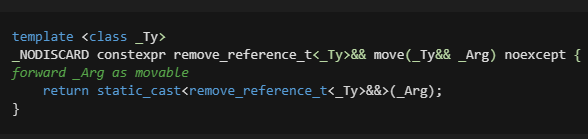 template <class _Ty>
_NODISCARD constexpr remove_reference_t<_Ty>&& move(_Ty&& _Arg) noexcept {
forward _Arg as movable
    return static_cast<remove_reference_t<_Ty>&&>(_Arg);
}